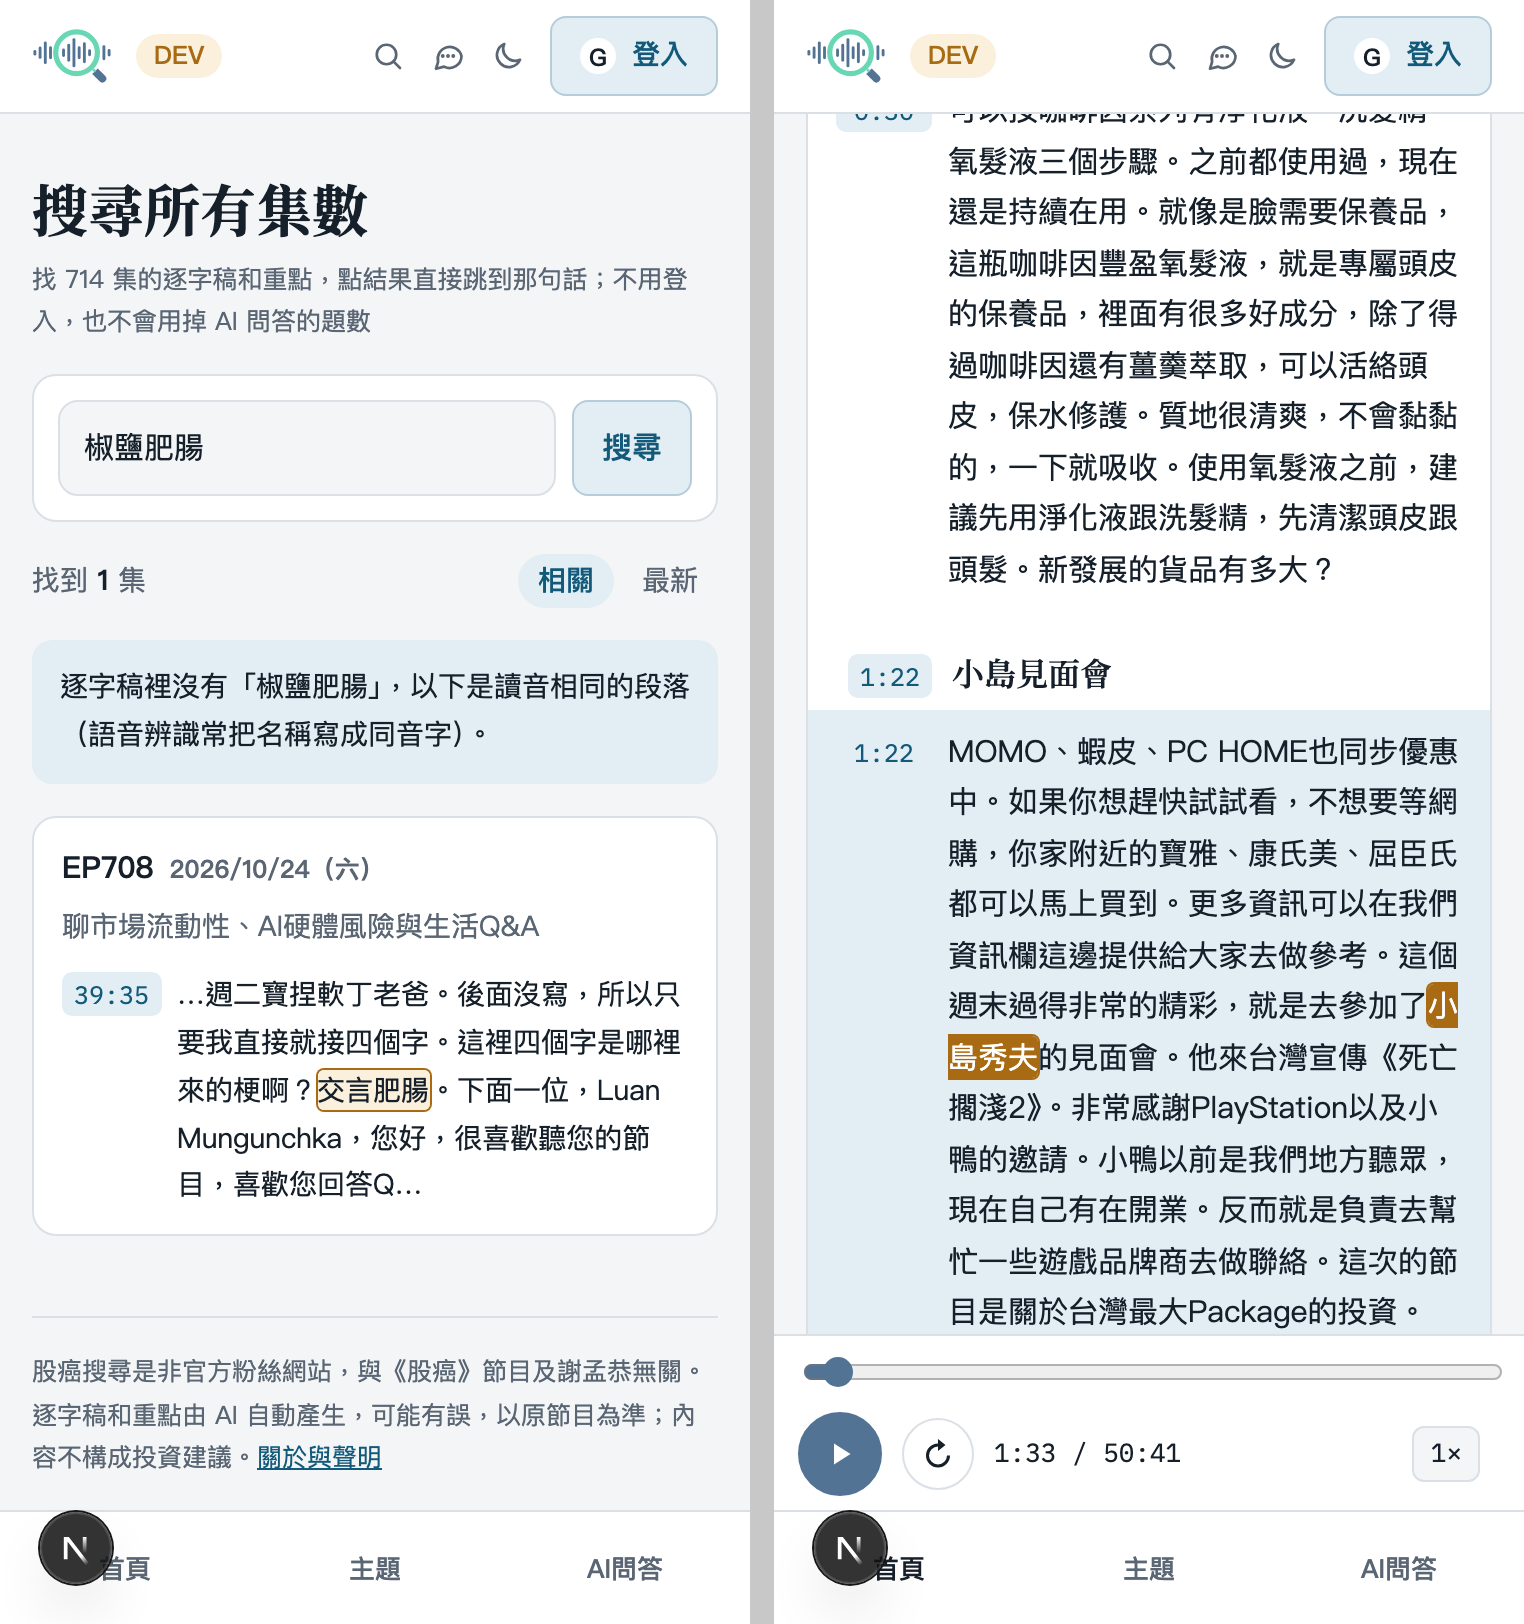 DEV
G 登入
搜尋所有集數
找 714 集的逐字稿和重點，點結果直接跳到那句話；不用登
入，也不會用掉 AI 問答的題數
椒鹽肥腸
搜尋
找到 1 集
相關
最新
逐字稿裡沒有「椒鹽肥腸」，以下是讀音相同的段落
（語音辨識常把名稱寫成同音字）。
EP708 2026/10/24（六）
聊市場流動性、AI硬體風險與生活Q&A
39:35 …週二寶捏軟丁老爸。後面沒寫，所以只
要我直接就接四個字。這裡四個字是哪裡
來的梗啊？交言肥腸。下面一位，Luan
Mungunchka，您好，很喜歡聽您的節
目，喜歡您回答Q…
股癌搜尋是非官方粉絲網站，與《股癌》節目及謝孟恭無關。
逐字稿和重點由 AI 自動產生，可能有誤，以原節目為準；內
容不構成投資建議。關於與聲明
N
首頁
主題
AI問答
DEV
G 登入
氧髮液三個步驟。之前都使用過，現在
還是持續在用。就像是臉需要保養品，
這瓶咖啡因豐盈氧髮液，就是專屬頭皮
的保養品，裡面有很多好成分，除了得
過咖啡因還有薑羹萃取，可以活絡頭
皮，保水修護。質地很清爽，不會黏黏
的，一下就吸收。使用氧髮液之前，建
議先用淨化液跟洗髮精，先清潔頭皮跟
頭髮。新發展的貨品有多大？
1:22 小島見面會
1:22 MOMO、蝦皮、PC HOME也同步優惠
中。如果你想趕快試試看，不想要等網
購，你家附近的寶雅、康氏美、屈臣氏
都可以馬上買到。更多資訊可以在我們
資訊欄這邊提供給大家去做參考。這個
週末過得非常的精彩，就是去參加了小
島秀夫的見面會。他來台灣宣傳《死亡
擱淺2》。非常感謝PlayStation以及小
鴨的邀請。小鴨以前是我們地方聽眾，
現在自己有在開業。反而就是負責去幫
忙一些遊戲品牌商去做聯絡。這次的節
目是關於台灣最大Package的投資。
1:33 / 50:41
1×
N
首頁
主題
AI問答